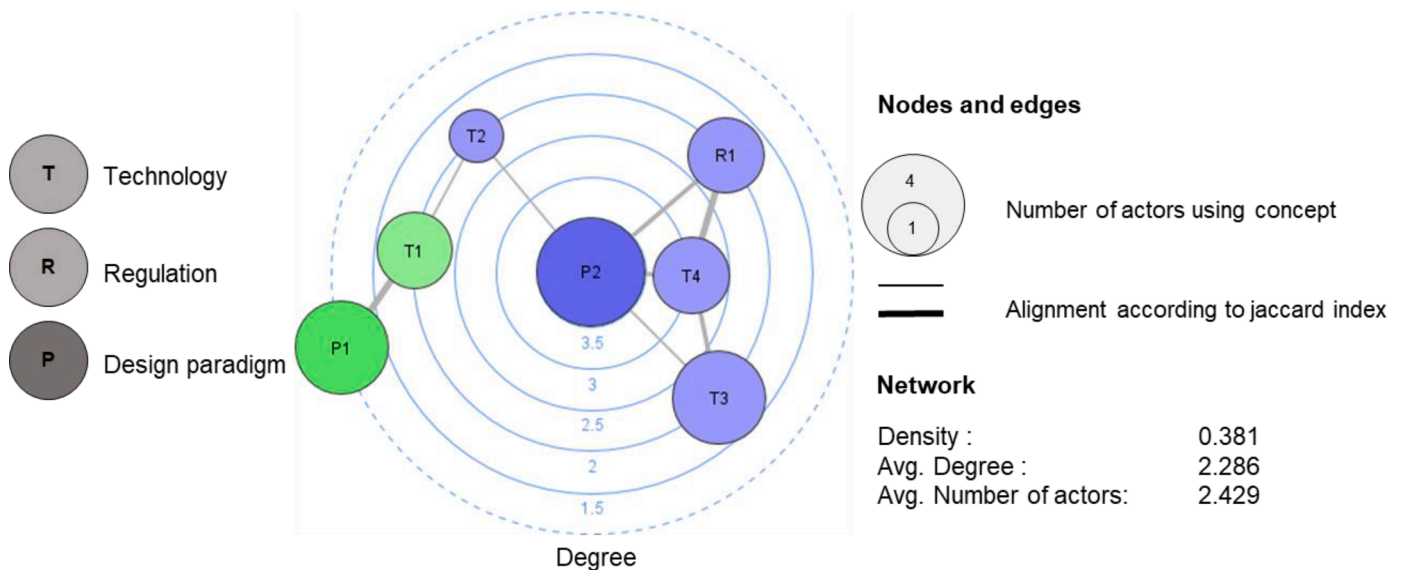 T
Technology
R
Regulation
P
Design paradigm
T2
R1
T1
P2
T4
P1
T3
3.5
3
2.5
2
1.5
Degree
Nodes and edges
4
1
Number of actors using concept
Alignment according to jaccard index
Network
Density : 0.381
Avg. Degree : 2.286
Avg. Number of actors: 2.429